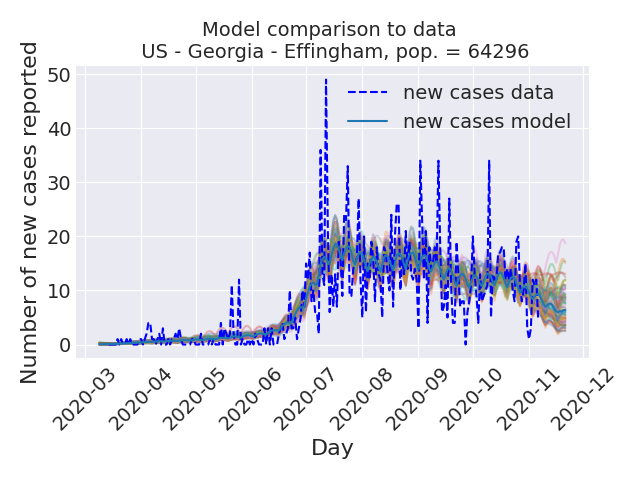 Model comparison to data
US - Georgia - Effingham, pop. = 64296
Number of new cases reported
50
40
30
20
10
0
new cases data
new cases model
2020-03
2020-04
2020-05
2020-06
2020-07
2020-08
2020-09
2020-10
2020-11
2020-12
Day